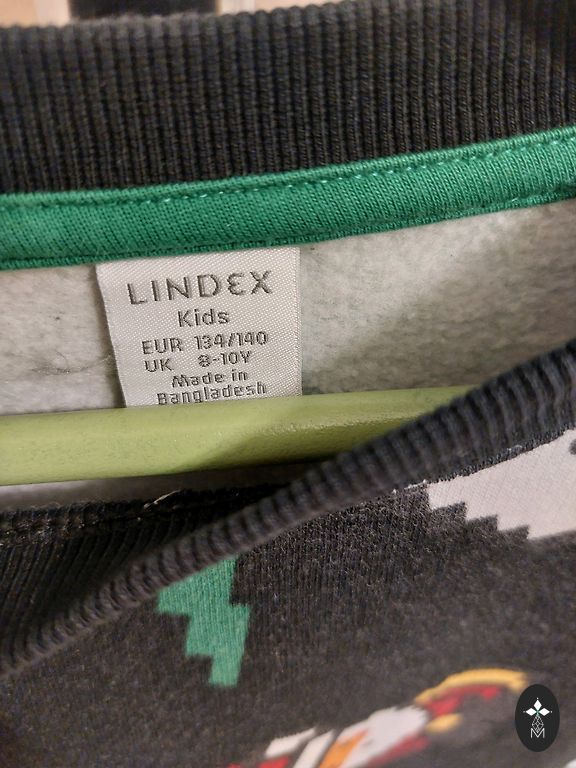 LINDEX
Kids
EUR 134/140
UK 8-10Y
Made in
Bangladesh
M